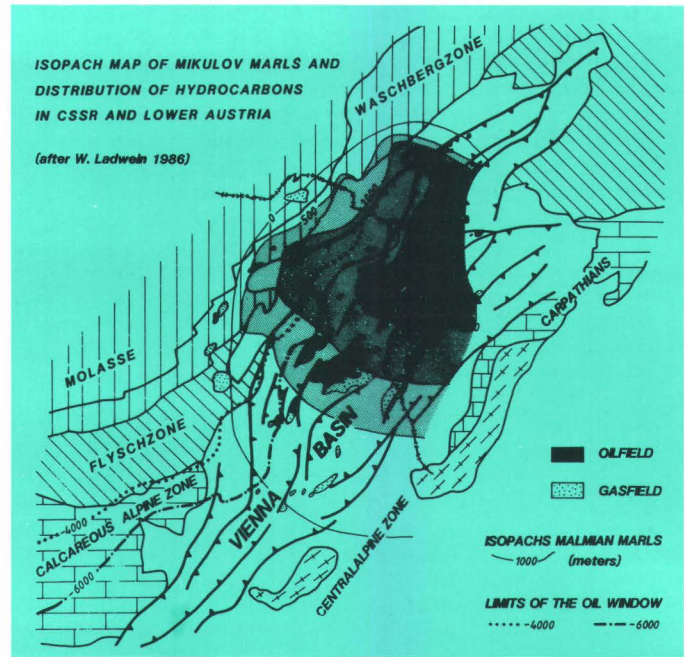 ISOPACH MAP OF MIKULOV MARLS AND
DISTRIBUTION OF HYDROCARBONS
IN CSSR AND LOWER AUSTRIA
(after W. Ladwein 1986)
WASCHBERGZONE
0
500
1000
MOLASSE
FLYSCHZONE
CALCAREOUS ALPINE ZONE
-4000
-6000
VIENNA
BASIN
CENTRALALPINE ZONE
CARPATHIANS
OILFIELD
GASFIELD
ISOPACHS MALMIAN MARLS
1000 (meters)
LIMITS OF THE OIL WINDOW
-4000 -6000